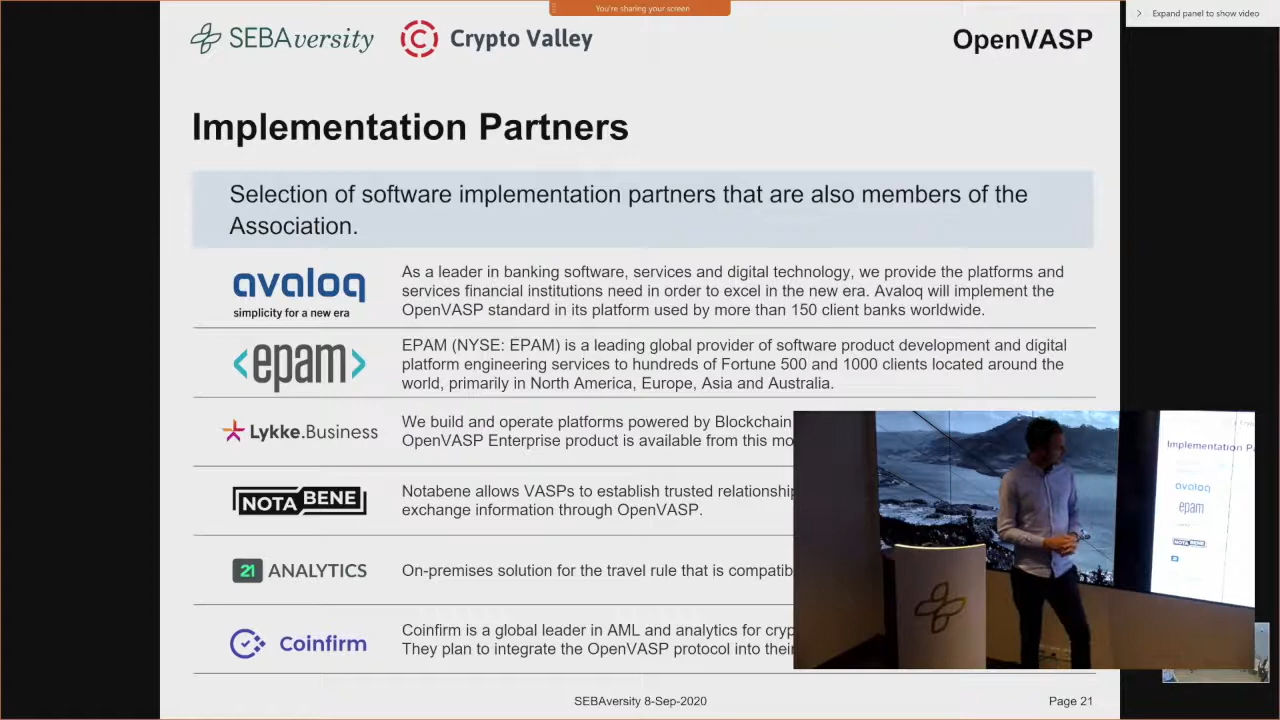 You're sharing your screen
Expand panel to show video
SEBAversity
Crypto Valley
OpenVASP
Implementation Partners
Selection of software implementation partners that are also members of the
Association.
avaloq
simplicity for a new era
As a leader in banking software, services and digital technology, we provide the platforms and
services financial institutions need in order to excel in the new era. Avaloq will implement the
OpenVASP standard in its platform used by more than 150 client banks worldwide.
<epam>
EPAM (NYSE: EPAM) is a leading global provider of software product development and digital
platform engineering services to hundreds of Fortune 500 and 1000 clients located around the
world, primarily in North America, Europe, Asia and Australia.
Lykke.Business
We build and operate platforms powered by Blockchain
OpenVASP Enterprise product is available from this mo
NOTABENE
Notabene allows VASPs to establish trusted relationship
exchange information through OpenVASP.
21 ANALYTICS
On-premises solution for the travel rule that is compatib
Coinfirm
Coinfirm is a global leader in AML and analytics for cryp
They plan to integrate the OpenVASP protocol into their
Implementation P
avaloq
epam
NOTABENE
SEBAversity 8-Sep-2020
Page 21